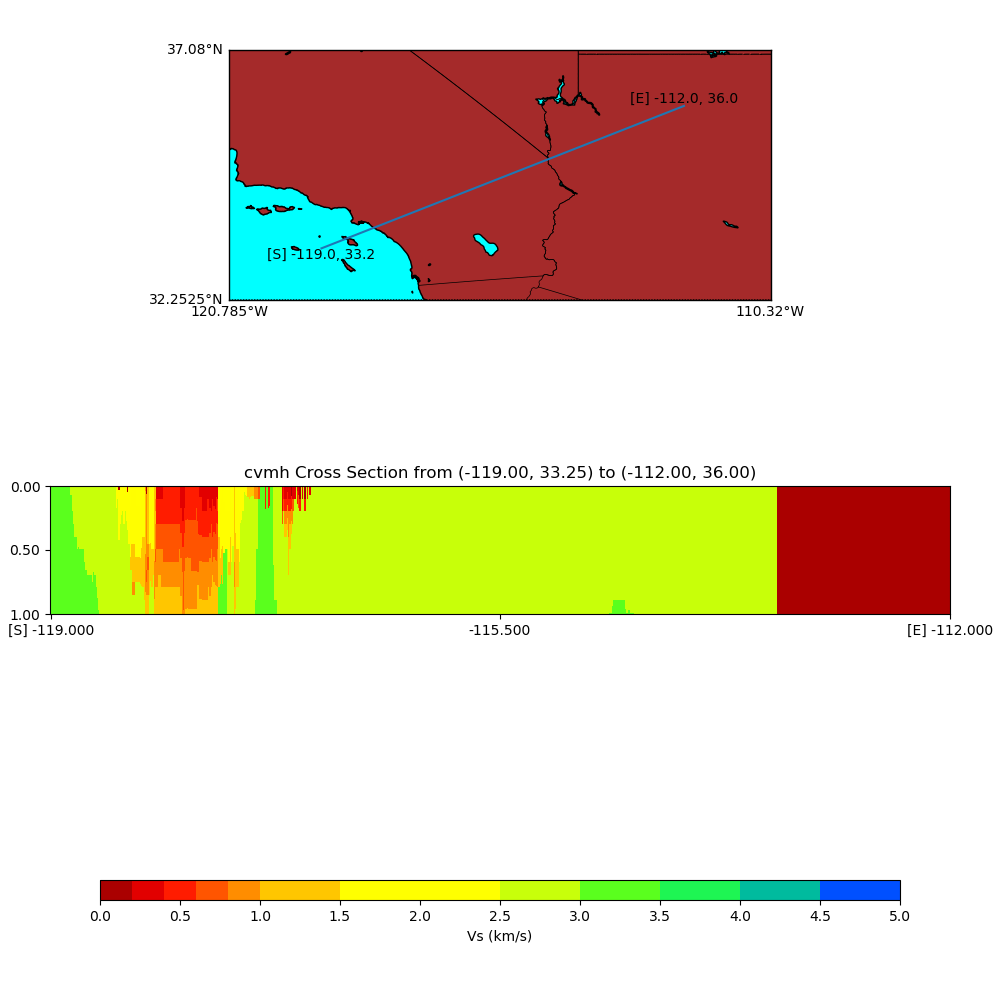 37.08°N
[E] -112.0, 36.0
[S] -119.0, 33.2
32.2525°N
120.785°W 110.32°W
cvmh Cross Section from (-119.00, 33.25) to (-112.00, 36.00)
0.00
0.50
1.00
[S] -119.000 -115.500 [E] -112.000
0.0 0.5 1.0 1.5 2.0 2.5 3.0 3.5 4.0 4.5 5.0
Vs (km/s)